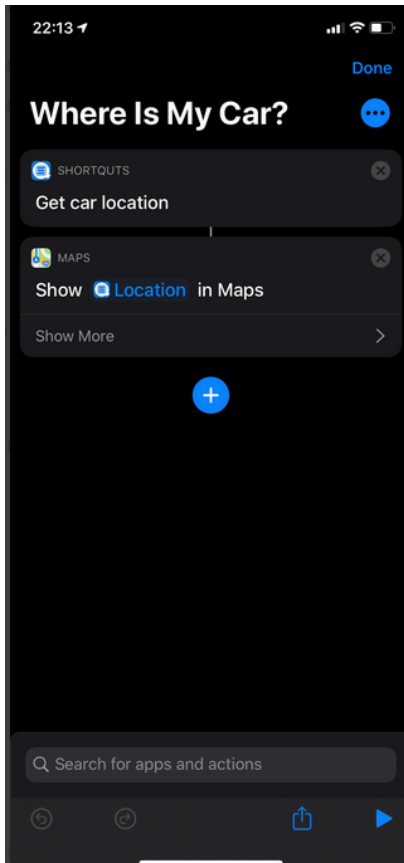 22:13
Done
Where Is My Car?
SHORTQUTS
Get car location
MAPS
Show Location in Maps
Show More
Search for apps and actions